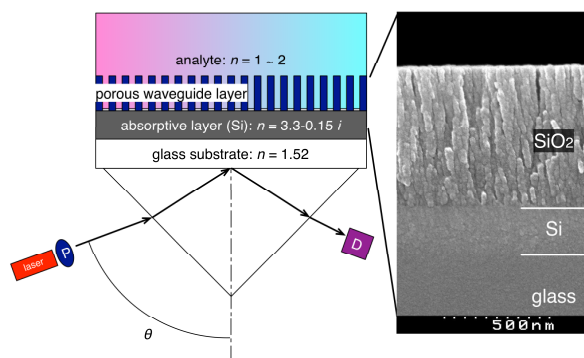 analyte: n = 1 – 2
porous waveguide layer
absorptive layer (Si): n = 3.3-0.15 i
glass substrate: n = 1.52
laser
P
D
θ
SiO2
Si
glass
500nm